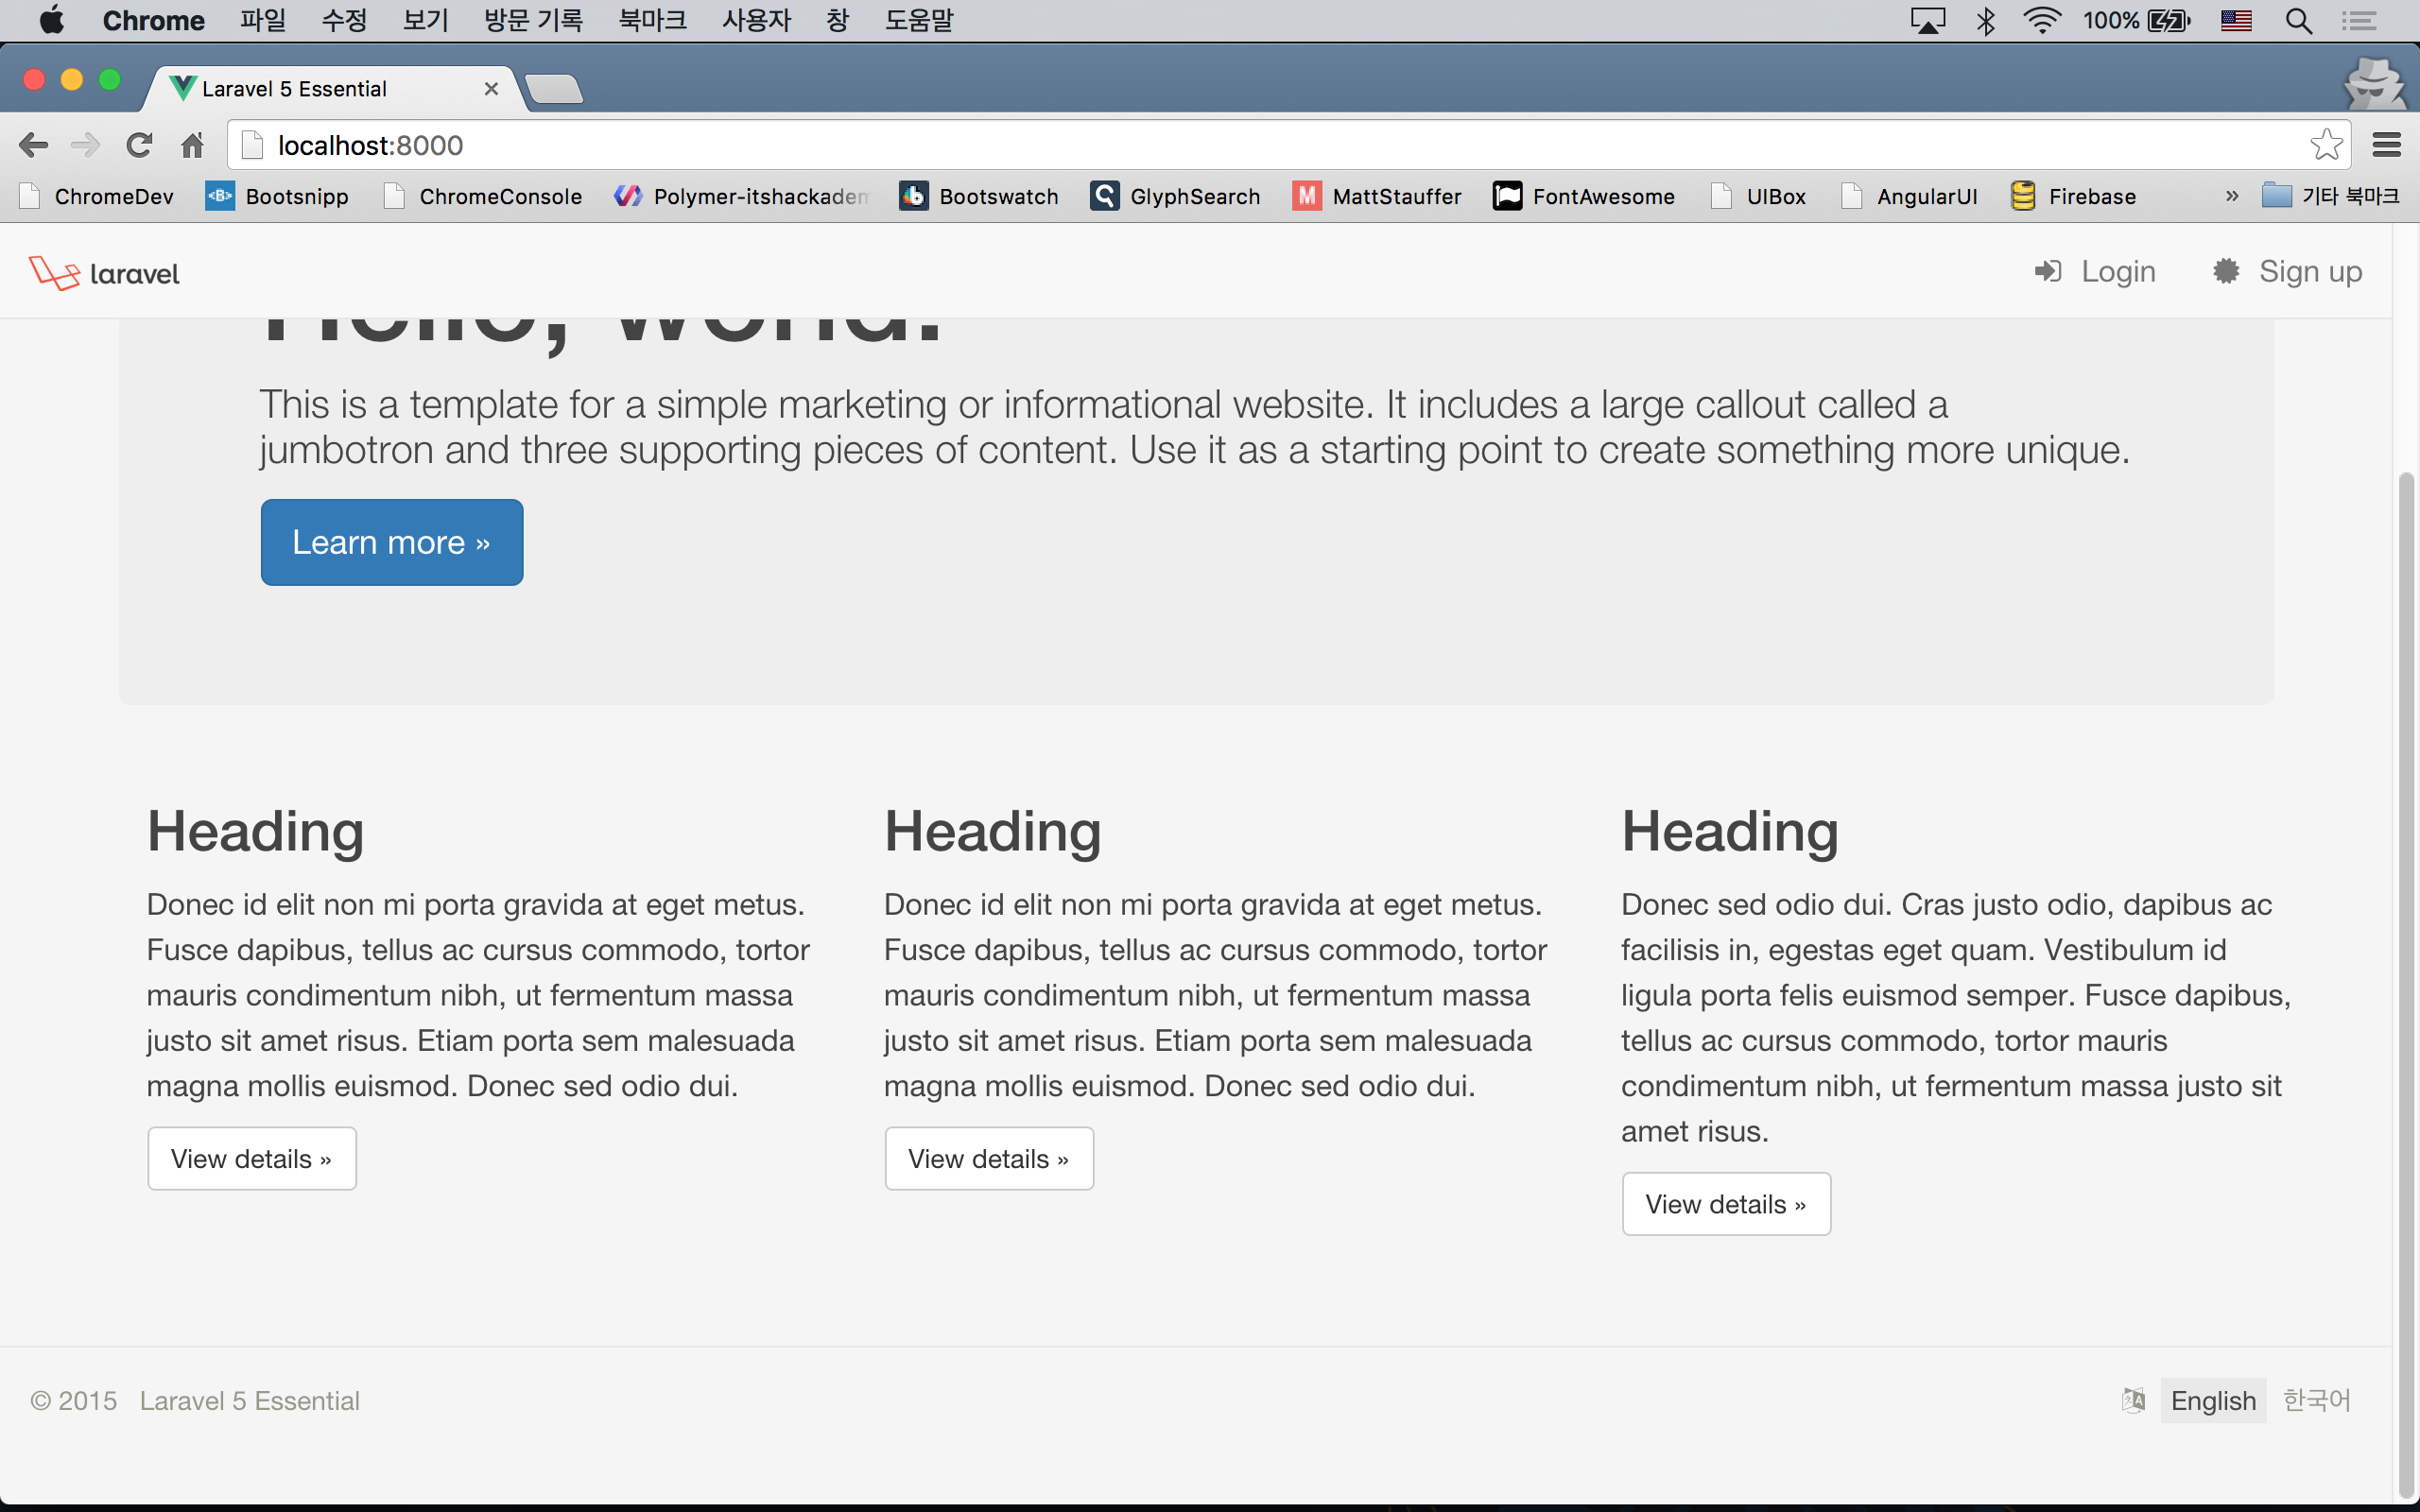 Chrome 파일 수정 보기 방문 기록 북마크 사용자 창 도움말 100%
Laravel 5 Essential
localhost:8000
ChromeDev Bootsnipp ChromeConsole Polymer-itshackadem Bootswatch GlyphSearch MattStauffer FontAwesome UIBox AngularUI Firebase » 기타 북마크
laravel Login Sign up
Hello, world!
This is a template for a simple marketing or informational website. It includes a large callout called a
jumbotron and three supporting pieces of content. Use it as a starting point to create something more unique.
Learn more »
Heading
Donec id elit non mi porta gravida at eget metus.
Fusce dapibus, tellus ac cursus commodo, tortor
mauris condimentum nibh, ut fermentum massa
justo sit amet risus. Etiam porta sem malesuada
magna mollis euismod. Donec sed odio dui.
View details »
Heading
Donec id elit non mi porta gravida at eget metus.
Fusce dapibus, tellus ac cursus commodo, tortor
mauris condimentum nibh, ut fermentum massa
justo sit amet risus. Etiam porta sem malesuada
magna mollis euismod. Donec sed odio dui.
View details »
Heading
Donec sed odio dui. Cras justo odio, dapibus ac
facilisis in, egestas eget quam. Vestibulum id
ligula porta felis euismod semper. Fusce dapibus,
tellus ac cursus commodo, tortor mauris
condimentum nibh, ut fermentum massa justo sit
amet risus.
View details »
© 2015 Laravel 5 Essential
English 한국어